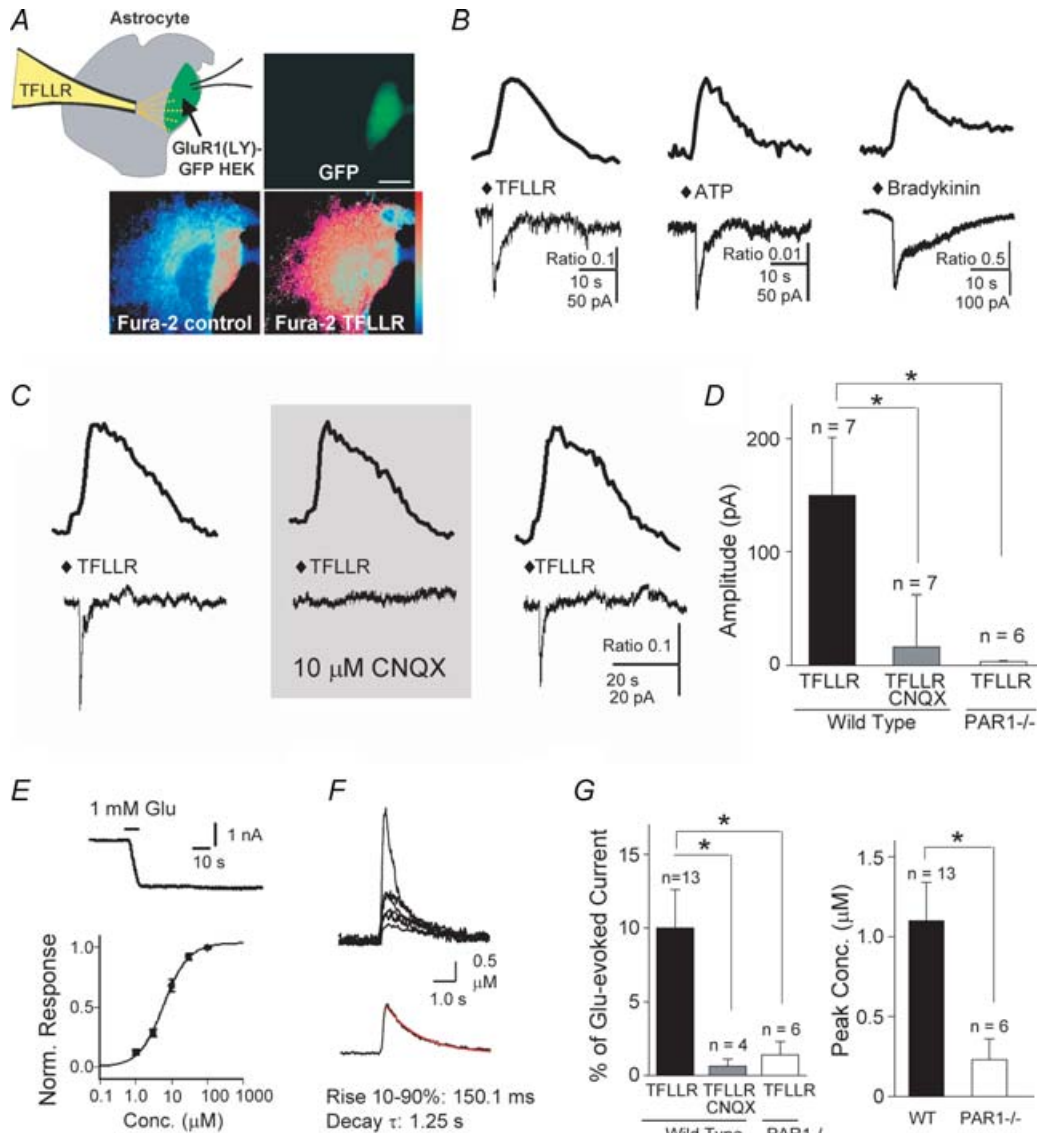 A
Astrocyte
TFLLR
GluR1(LY)-
GFP HEK
GFP
Fura-2 control
Fura-2 TFLLR
B
♦ TFLLR
♦ ATP
♦ Bradykinin
Ratio 0.1
10 s
50 pA
Ratio 0.01
10 s
50 pA
Ratio 0.5
10 s
100 pA
C
♦ TFLLR
♦ TFLLR
♦ TFLLR
10 μM CNQX
Ratio 0.1
20 s
20 pA
D
Amplitude (pA)
200
100
0
n = 7
n = 7
n = 6
*
*
TFLLR
TFLLR
CNQX
TFLLR
Wild Type
PAR1-/-
E
1 mM Glu
1 nA
10 s
Norm. Response
1.0
0.5
0.0
0.1 1 10 100 1000
Conc. (μM)
F
0.5
μM
1.0 s
Rise 10-90%: 150.1 ms
Decay τ: 1.25 s
G
% of Glu-evoked Current
15
10
5
0
n=13
n = 4
n = 6
*
*
TFLLR
TFLLR
CNQX
TFLLR
Wild Type
PAR1-/
Peak Conc. (μM)
1.5
1.0
0.5
0
n = 13
n = 6
*
WT
PAR1-/-